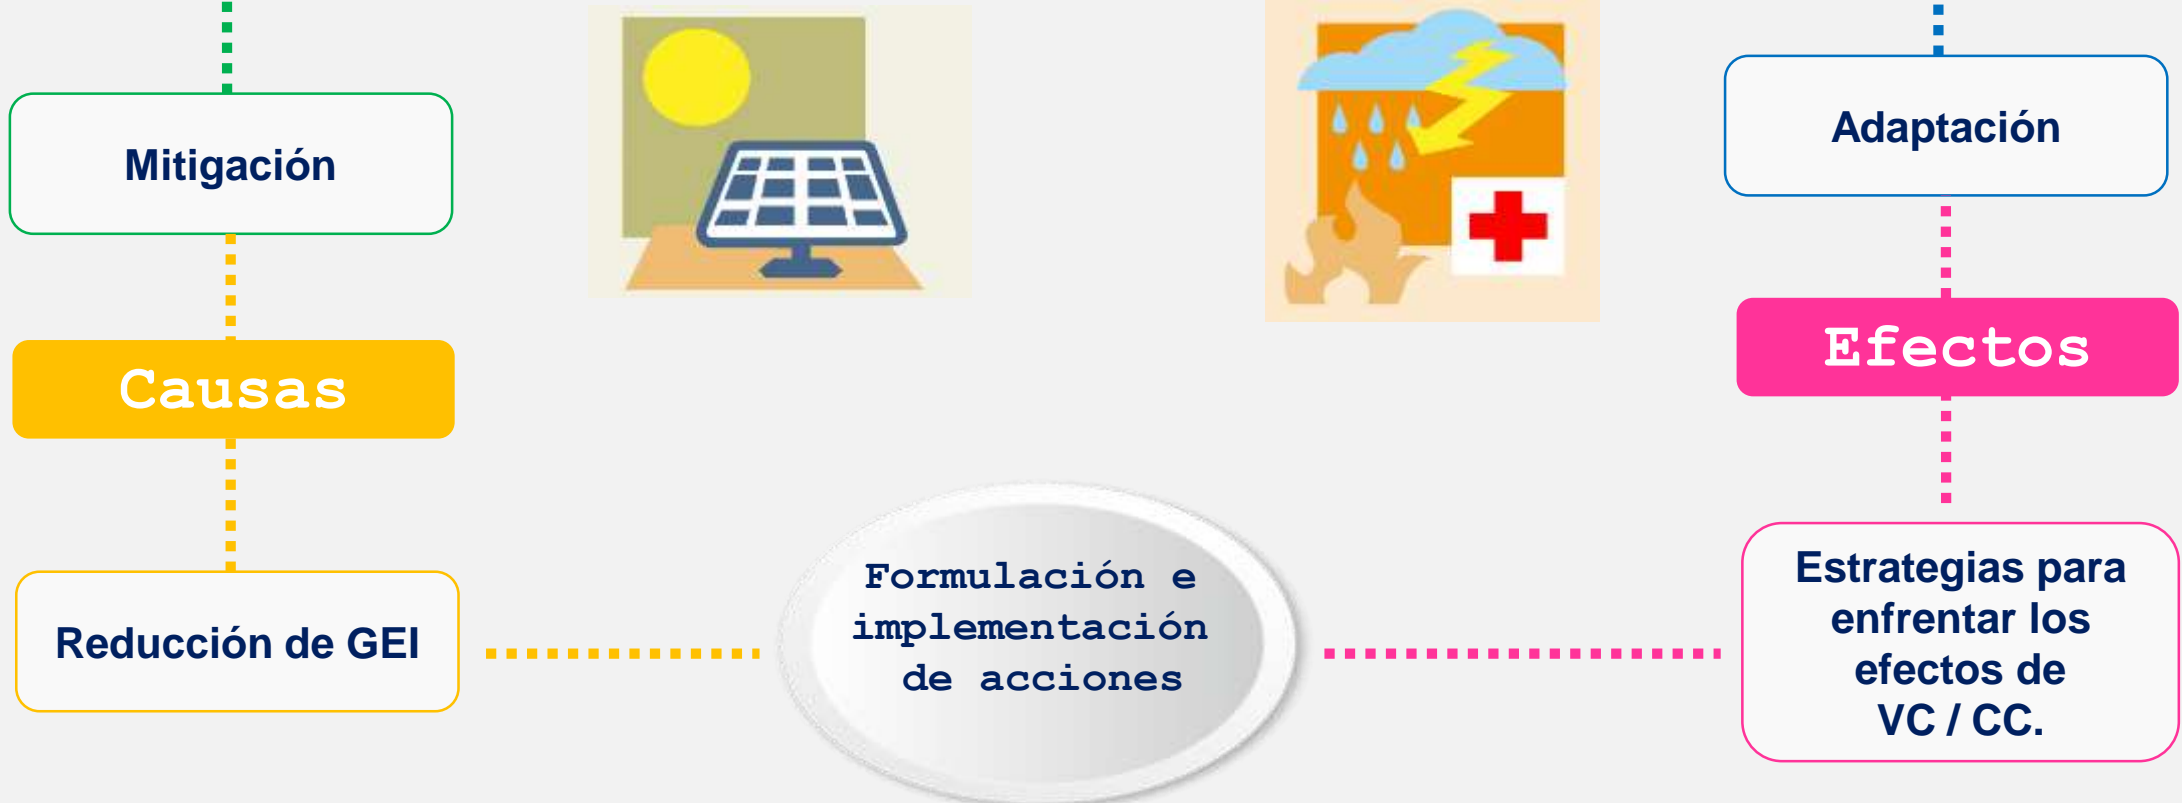 Mitigación
Causas
Reducción de GEI
Formulación e
implementación
de acciones
Adaptación
Efectos
Estrategias para
enfrentar los
efectos de
VC / CC.